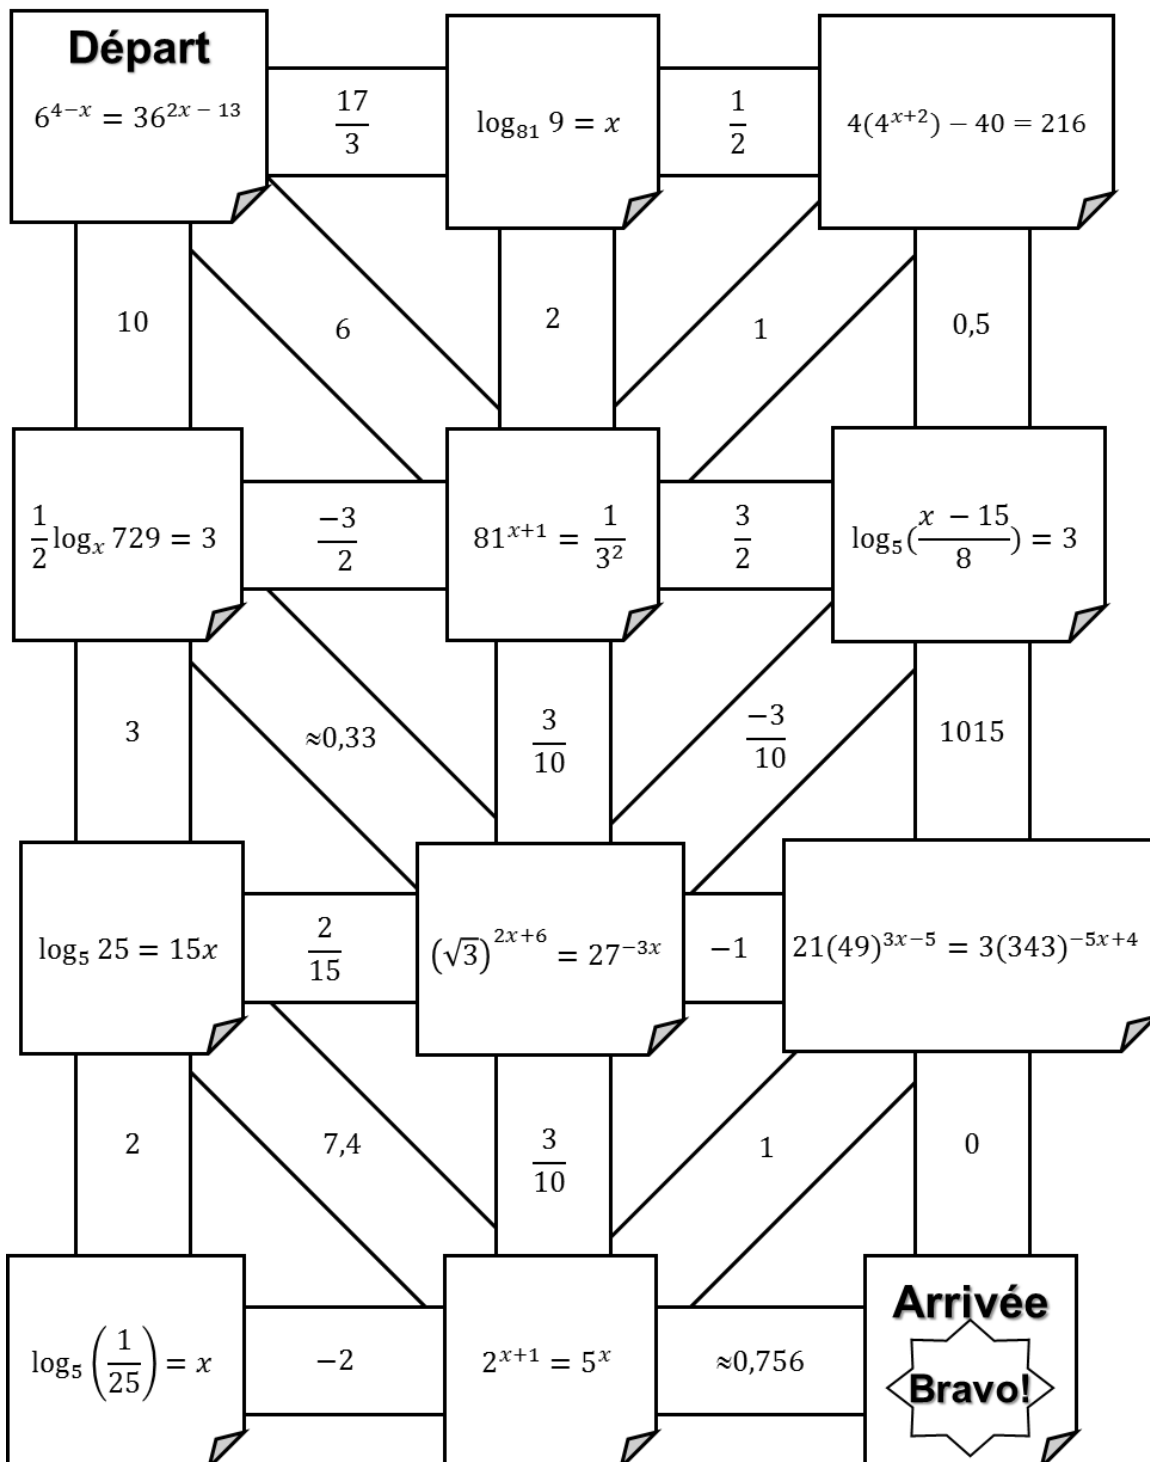 Départ
6^{4−x} = 36^{2x − 13}
17/3
log₈₁ 9 = x
1/2
4(4^{x+2}) − 40 = 216
10
6
2
1
0,5
1/2 logₓ 729 = 3
−3/2
81^{x+1} = 1/3²
3/2
log₅(x − 15/8) = 3
3
≈0,33
3/10
−3/10
1015
log₅ 25 = 15x
2/15
(√3)^{2x+6} = 27^{−3x}
−1
21(49)^{3x−5} = 3(343)^{−5x+4}
2
7,4
3/10
1
0
log₅(1/25) = x
−2
2^{x+1} = 5^x
≈0,756
Arrivée
Bravo!